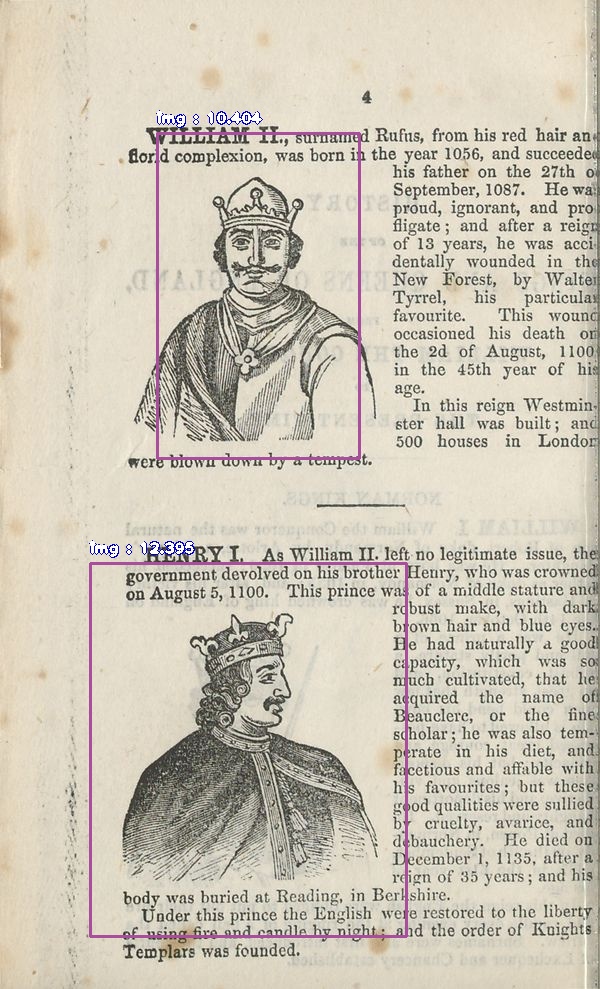 4
img : 10.404
WILLIAM II., surnamed Rufus, from his red hair an
florid complexion, was born in the year 1056, and succeede
his father on the 27th o
September, 1087. He wa
proud, ignorant, and pro
fligate ; and after a reign
of 13 years, he was acci
dentally wounded in the
New Forest, by Walter
Tyrrel, his particular
favourite. This wound
occasioned his death on
the 2d of August, 1100
in the 45th year of his
age.
In this reign Westmin-
ster hall was built ; and
500 houses in London
were blown down by a tempest.
img : 12.395
HENRY I. As William II. left no legitimate issue, the
government devolved on his brother Henry, who was crowned
on August 5, 1100. This prince was of a middle stature and
robust make, with dark
brown hair and blue eyes.
He had naturally a good
capacity, which was so
much cultivated, that he
acquired the name of
Beauclerc, or the fine
scholar ; he was also tem-
perate in his diet, and
facetious and affable with
his favourites ; but these
good qualities were sullied
by cruelty, avarice, and
debauchery. He died on
December 1, 1135, after a
reign of 35 years ; and his
body was buried at Reading, in Berkshire.
Under this prince the English were restored to the liberty
of using fire and candle by night ; and the order of Knights
Templars was founded.